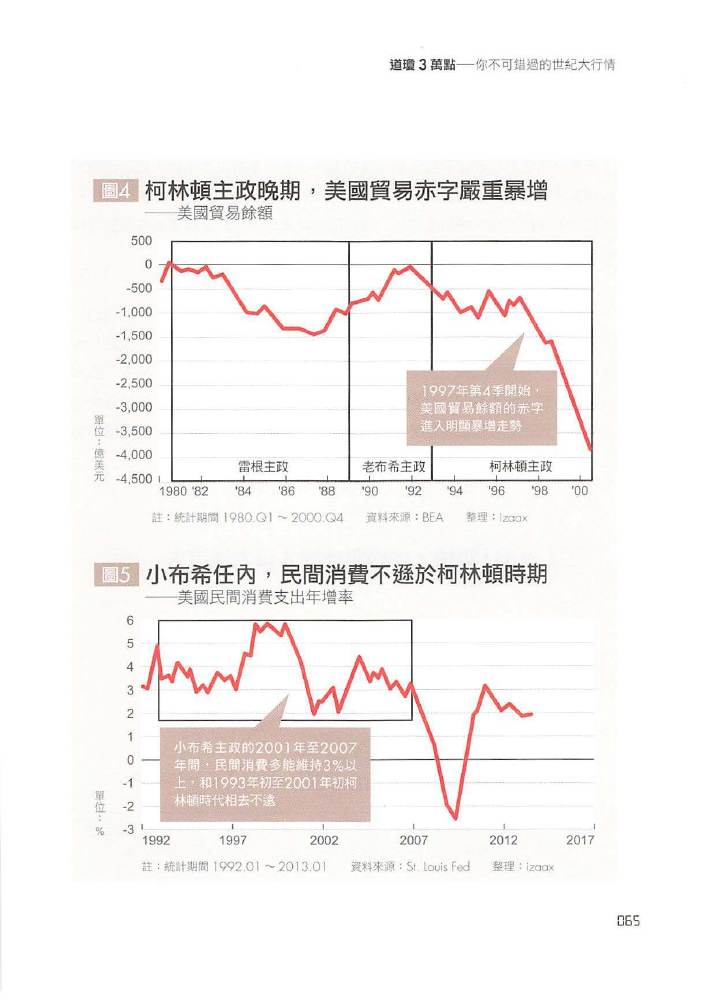 道瓊3萬點——你不可錯過的世紀大行情
圖4 柯林頓主政晚期，美國貿易赤字嚴重暴增
——美國貿易餘額
500
0
-500
-1,000
-1,500
-2,000
-2,500
-3,000
-3,500
-4,000
-4,500
單位：億美元
1997年第4季開始，
美國貿易餘額的赤字
進入明顯暴增走勢
雷根主政 老布希主政 柯林頓主政
1980 '82 '84 '86 '88 '90 '92 '94 '96 '98 '00
註：統計期間1980.Q1～2000.Q4 資料來源：BEA 整理：Izaax
圖5 小布希任內，民間消費不遜於柯林頓時期
——美國民間消費支出年增率
6
5
4
3
2
1
0
-1
-2
-3
單位：%
小布希主政的2001年至2007
年間，民間消費多能維持3%以
上，和1993年初至2001年初柯
林頓時代相去不遠
1992 1997 2002 2007 2012 2017
註：統計期間1992.01～2013.01 資料來源：St. Louis Fed 整理：Izaax
065